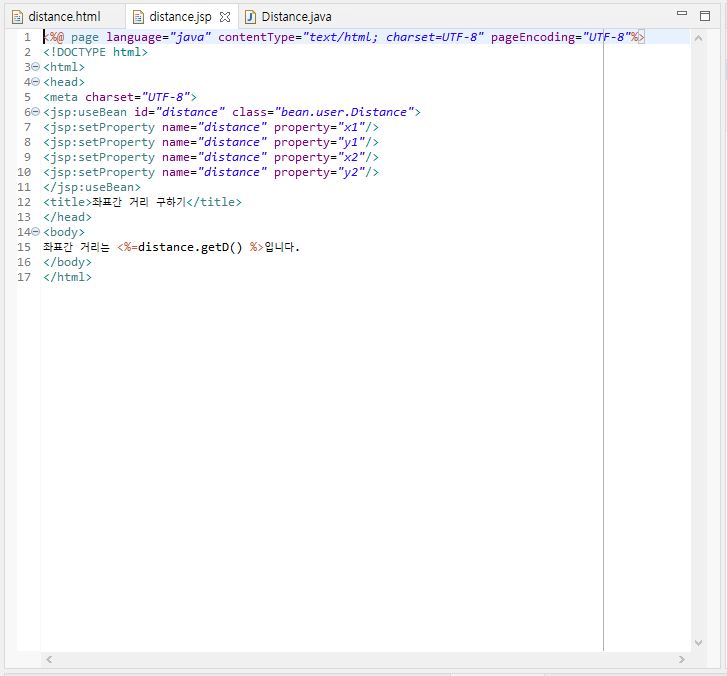 distance.html distance.jsp Distance.java
1 <%@ page language="java" contentType="text/html; charset=UTF-8" pageEncoding="UTF-8"%>
2 <!DOCTYPE html>
3 <html>
4 <head>
5 <meta charset="UTF-8">
6 <jsp:useBean id="distance" class="bean.user.Distance">
7 <jsp:setProperty name="distance" property="x1"/>
8 <jsp:setProperty name="distance" property="y1"/>
9 <jsp:setProperty name="distance" property="x2"/>
10 <jsp:setProperty name="distance" property="y2"/>
11 </jsp:useBean>
12 <title>좌표간 거리 구하기</title>
13 </head>
14 <body>
15 좌표간 거리는 <%=distance.getD() %>입니다.
16 </body>
17 </html>